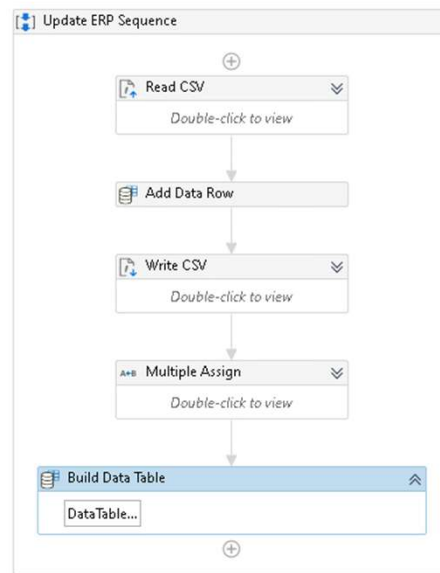 Update ERP Sequence
Read CSV
Double-click to view
Add Data Row
Write CSV
Double-click to view
A+B Multiple Assign
Double-click to view
Build Data Table
DataTable...